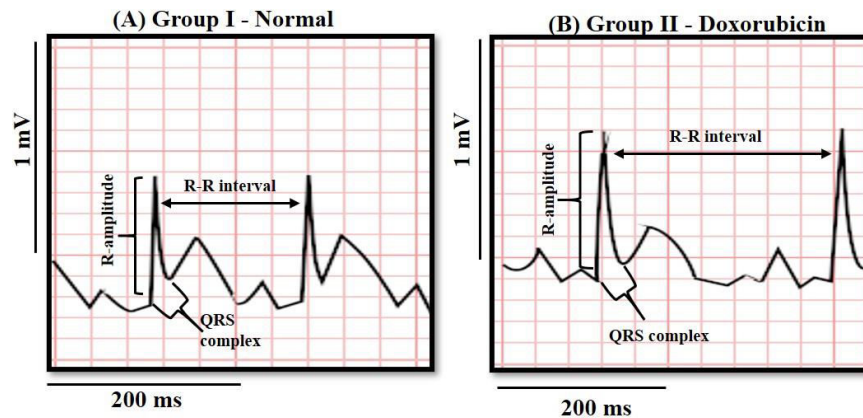 (A) Group I - Normal
1 mV
R-amplitude
R-R interval
QRS
complex
200 ms
(B) Group II - Doxorubicin
1 mV
R-amplitude
R-R interval
QRS complex
200 ms